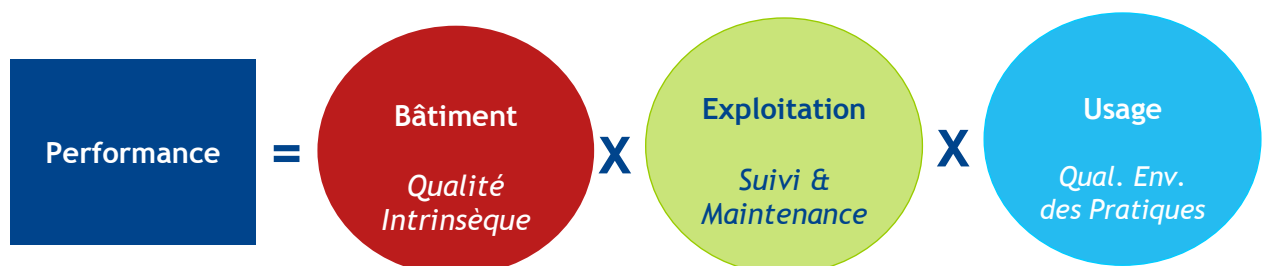 Performance
=
Bâtiment
Qualité
Intrinsèque
X
Exploitation
Suivi &
Maintenance
X
Usage
Qual. Env.
des Pratiques